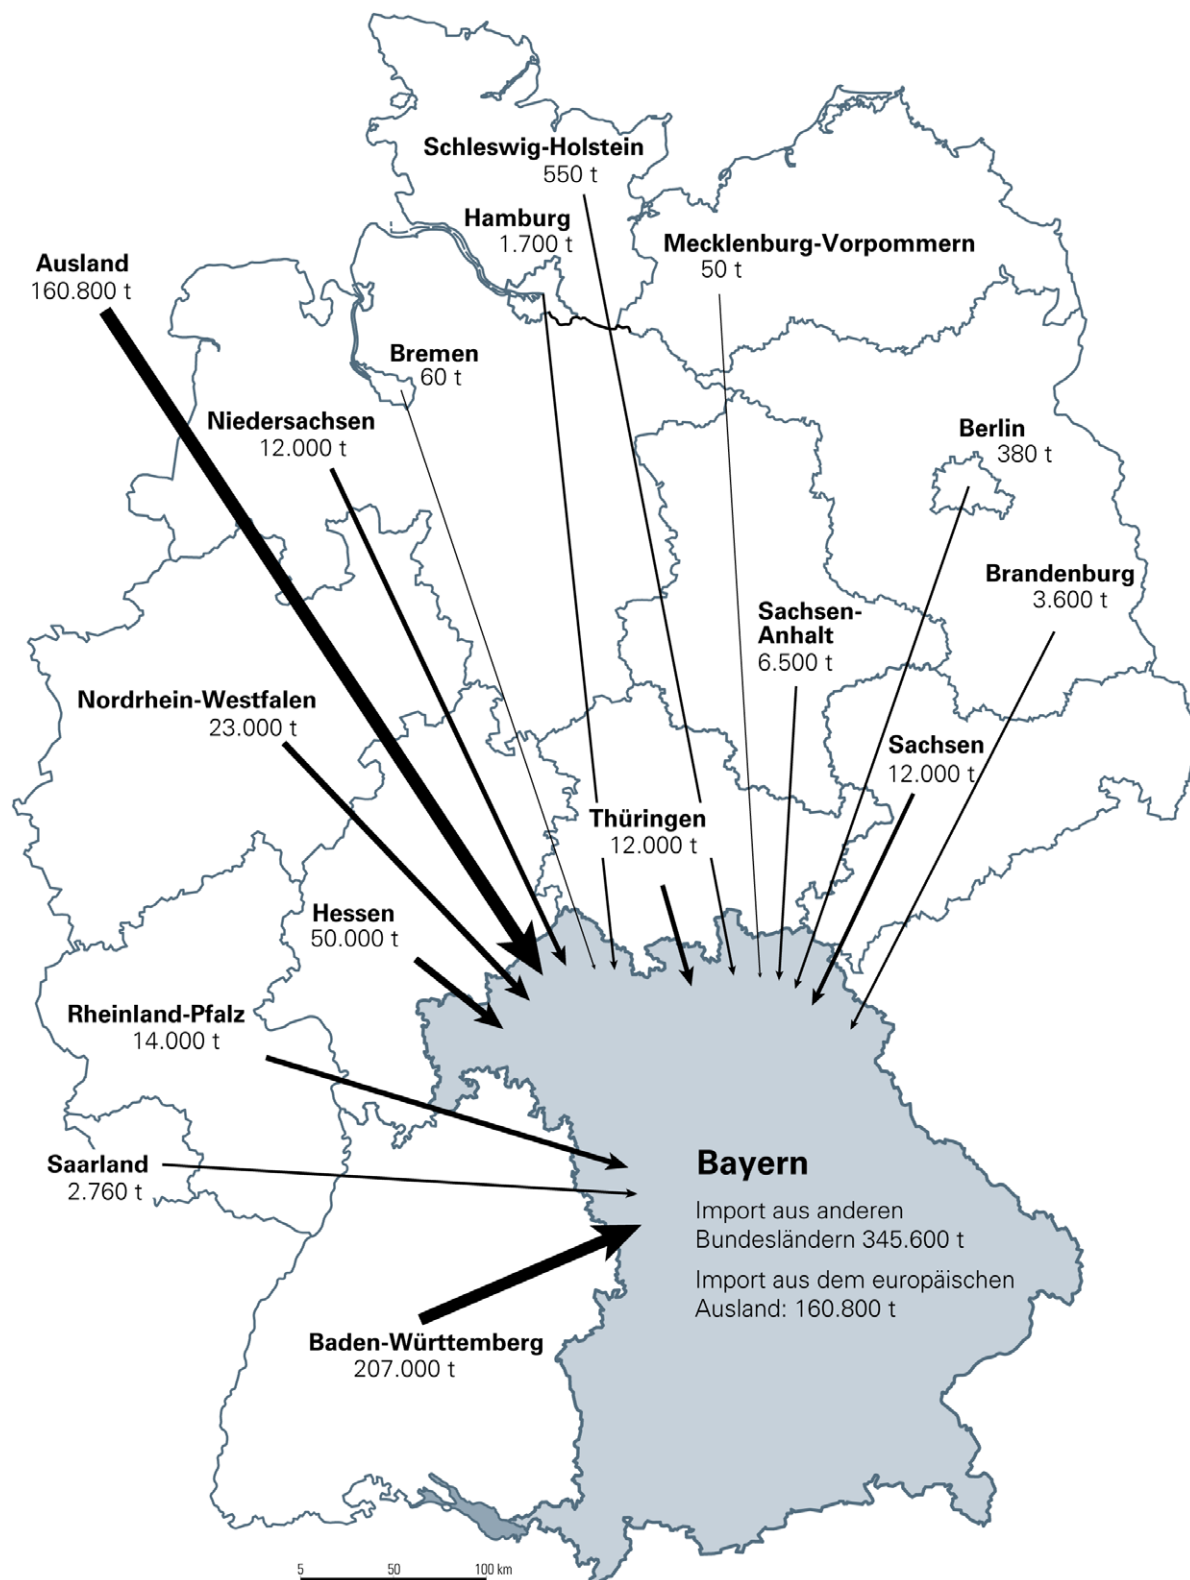 Schleswig-Holstein
550 t
Hamburg
1.700 t
Mecklenburg-Vorpommern
50 t
Ausland
160.800 t
Bremen
60 t
Niedersachsen
12.000 t
Berlin
380 t
Brandenburg
3.600 t
Sachsen-
Anhalt
6.500 t
Nordrhein-Westfalen
23.000 t
Sachsen
12.000 t
Thüringen
12.000 t
Hessen
50.000 t
Rheinland-Pfalz
14.000 t
Saarland
2.760 t
Bayern
Import aus anderen
Bundesländern 345.600 t
Import aus dem europäischen
Ausland: 160.800 t
Baden-Württemberg
207.000 t
5 50 100 km